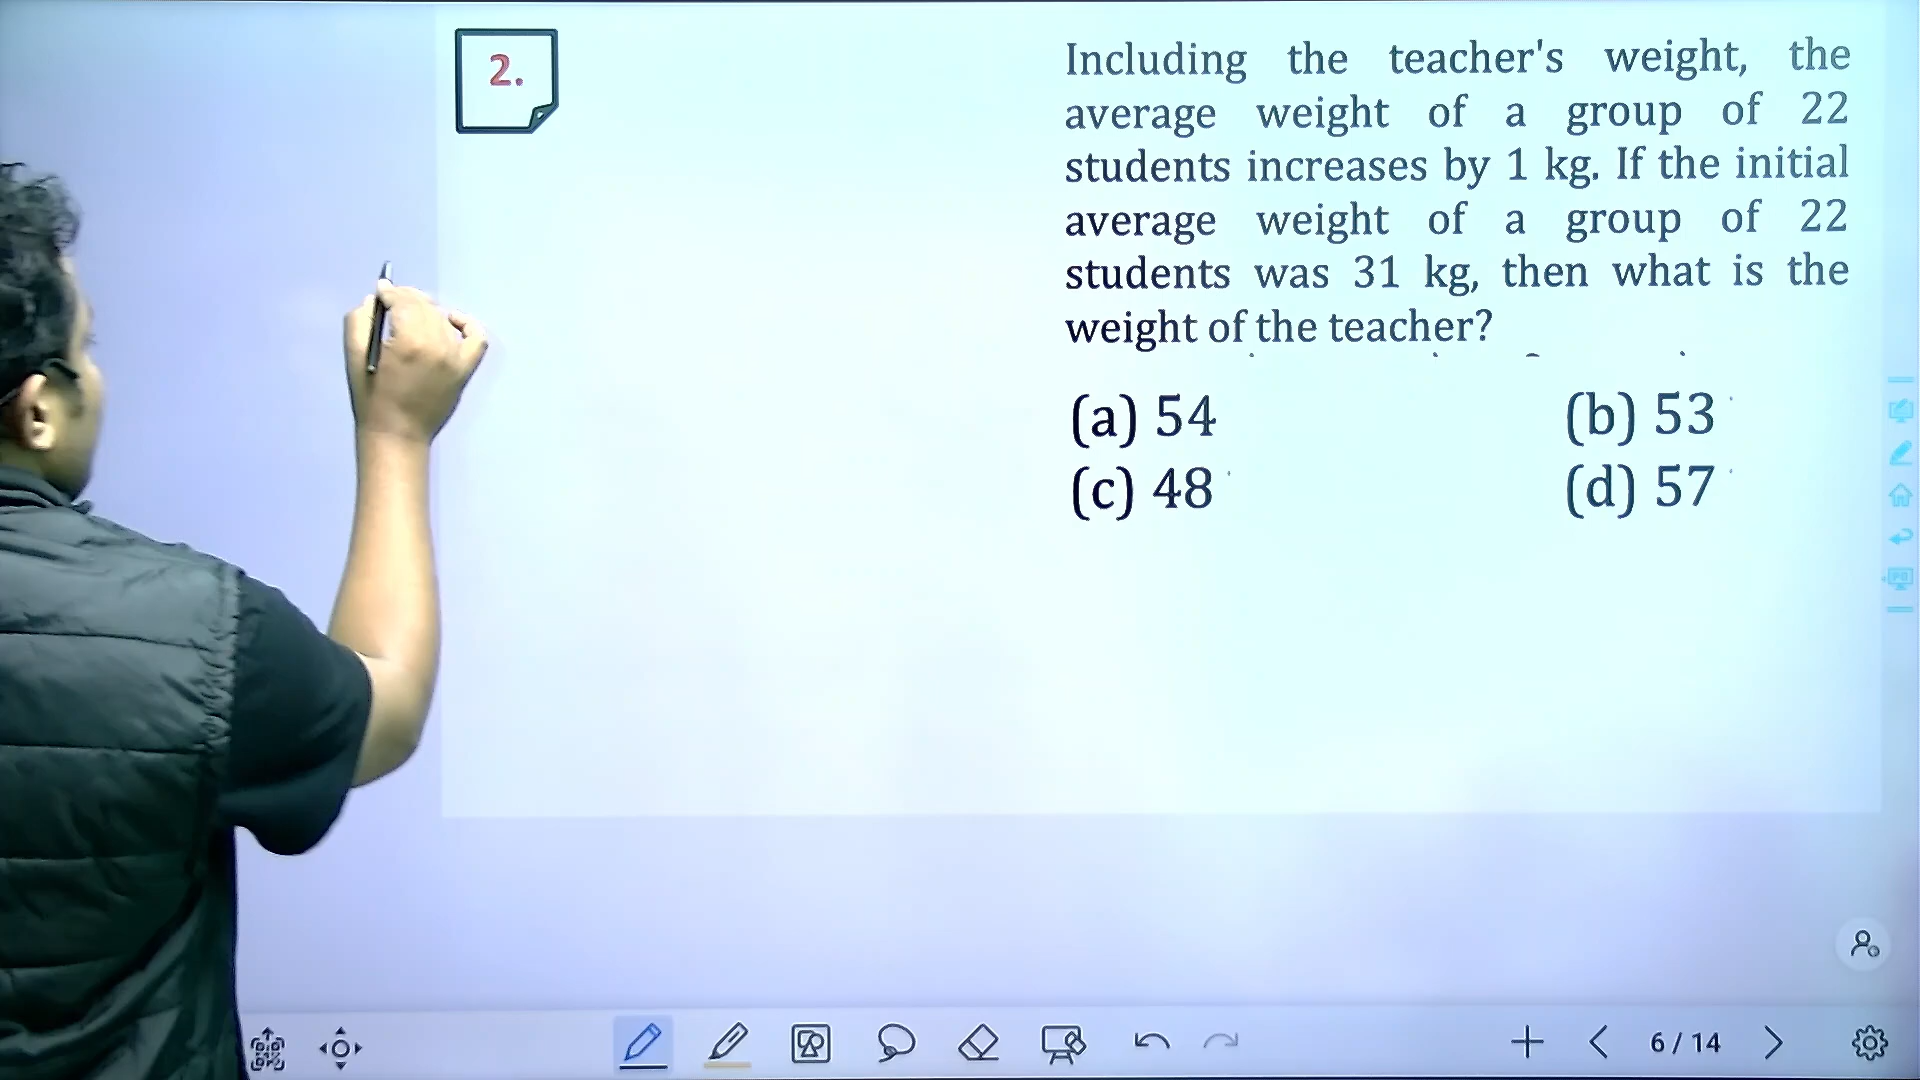 2.
Including the teacher's weight, the
average weight of a group of 22
students increases by 1 kg. If the initial
average weight of a group of 22
students was 31 kg, then what is the
weight of the teacher?
(a) 54 (b) 53
(c) 48 (d) 57
6 / 14